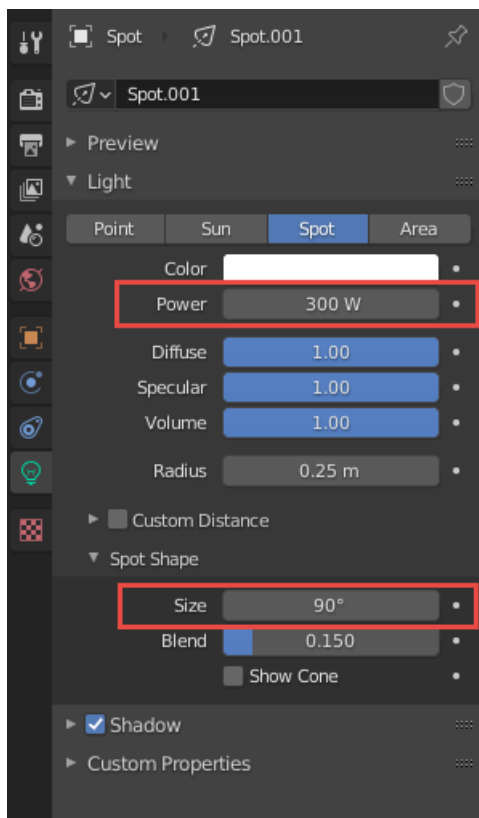 Spot Spot.001
Spot.001
Preview
Light
Point Sun Spot Area
Color
Power 300 W
Diffuse 1.00
Specular 1.00
Volume 1.00
Radius 0.25 m
Custom Distance
Spot Shape
Size 90°
Blend 0.150
Show Cone
Shadow
Custom Properties